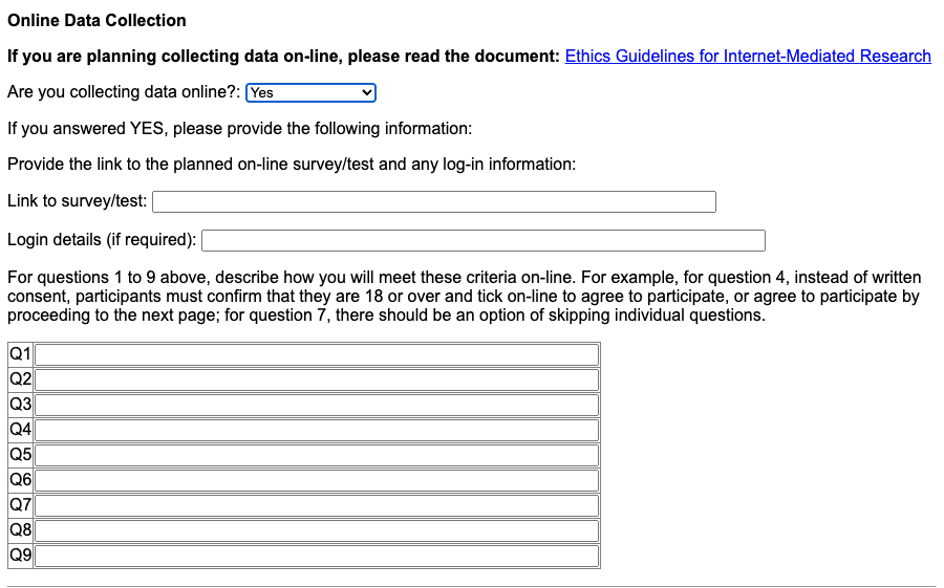 Online Data Collection
If you are planning collecting data on-line, please read the document: Ethics Guidelines for Internet-Mediated Research
Are you collecting data online?: Yes
If you answered YES, please provide the following information:
Provide the link to the planned on-line survey/test and any log-in information:
Link to survey/test:
Login details (if required):
For questions 1 to 9 above, describe how you will meet these criteria on-line. For example, for question 4, instead of written
consent, participants must confirm that they are 18 or over and tick on-line to agree to participate, or agree to participate by
proceeding to the next page; for question 7, there should be an option of skipping individual questions.
Q1
Q2
Q3
Q4
Q5
Q6
Q7
Q8
Q9